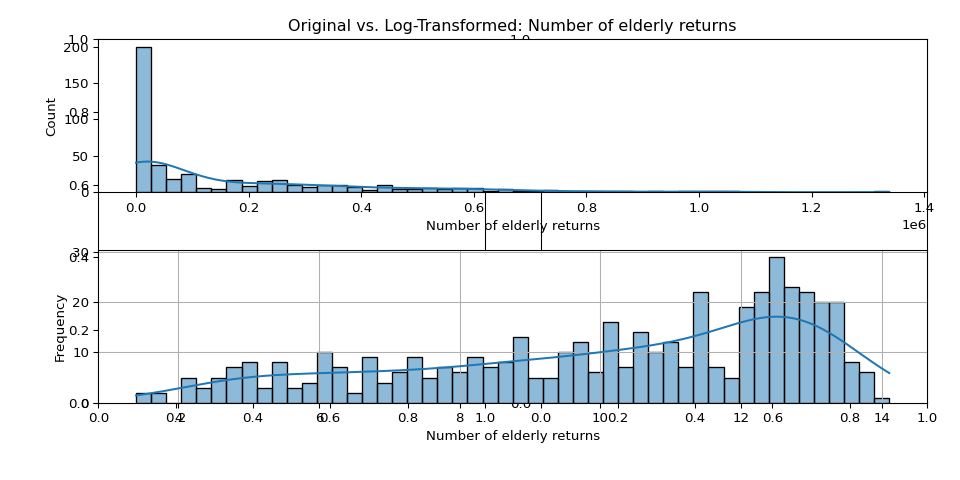 Original vs. Log-Transformed: Number of elderly returns
1.0 1.0
200
150
0.8
100
50
0.6
0
Count
0.0 0.2 0.4 0.6 0.8 1.0 1.2 1.4
Number of elderly returns
1e6
30
0.4
20
0.2
10
0.0
Frequency
0.0 0.2 4 0.4 6 0.6 0.8 8 1.0 0.0 10 0.2 0.4 12 0.6 0.8 14 1.0
Number of elderly returns